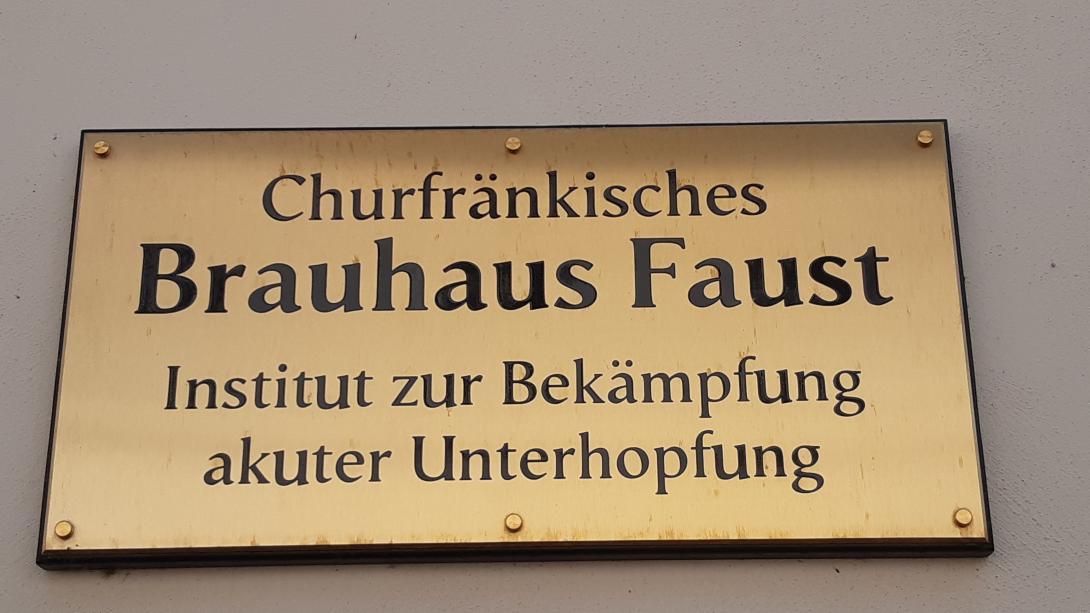 Churfränkisches
Brauhaus Faust
Institut zur Bekämpfung
akuter Unterhopfung